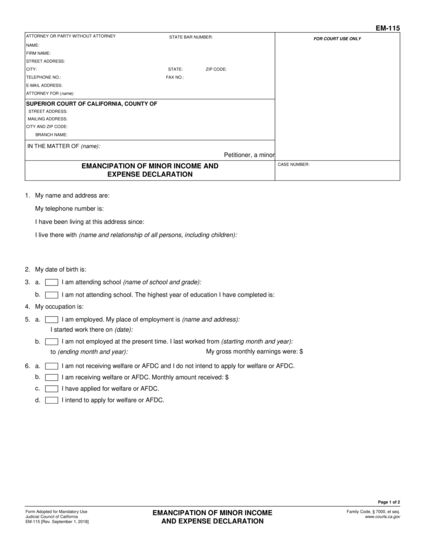 EM-115
ATTORNEY OR PARTY WITHOUT ATTORNEY STATE BAR NUMBER:
FOR COURT USE ONLY
NAME:
FIRM NAME:
STREET ADDRESS:
CITY: STATE: ZIP CODE:
TELEPHONE NO.: FAX NO.:
E-MAIL ADDRESS:
ATTORNEY FOR (name):
SUPERIOR COURT OF CALIFORNIA, COUNTY OF
STREET ADDRESS:
MAILING ADDRESS:
CITY AND ZIP CODE:
BRANCH NAME:
IN THE MATTER OF (name):
Petitioner, a minor
EMANCIPATION OF MINOR INCOME AND
EXPENSE DECLARATION
CASE NUMBER:
1. My name and address are:
My telephone number is:
I have been living at this address since:
I live there with (name and relationship of all persons, including children):
2. My date of birth is:
3. a. I am attending school (name of school and grade):
b. I am not attending school. The highest year of education I have completed is:
4. My occupation is:
5. a. I am employed. My place of employment is (name and address):
I started work there on (date):
b. I am not employed at the present time. I last worked from (starting month and year):
to (ending month and year): My gross monthly earnings were: $
6. a. I am not receiving welfare or AFDC and I do not intend to apply for welfare or AFDC.
b. I am receiving welfare or AFDC. Monthly amount received: $
c. I have applied for welfare or AFDC.
d. I intend to apply for welfare or AFDC.
Page 1 of 2
Form Adopted for Mandatory Use
Judicial Council of California
EM-115 [Rev. September 1, 2018]
EMANCIPATION OF MINOR INCOME
AND EXPENSE DECLARATION
Family Code, § 7000, et seq.
www.courts.ca.gov